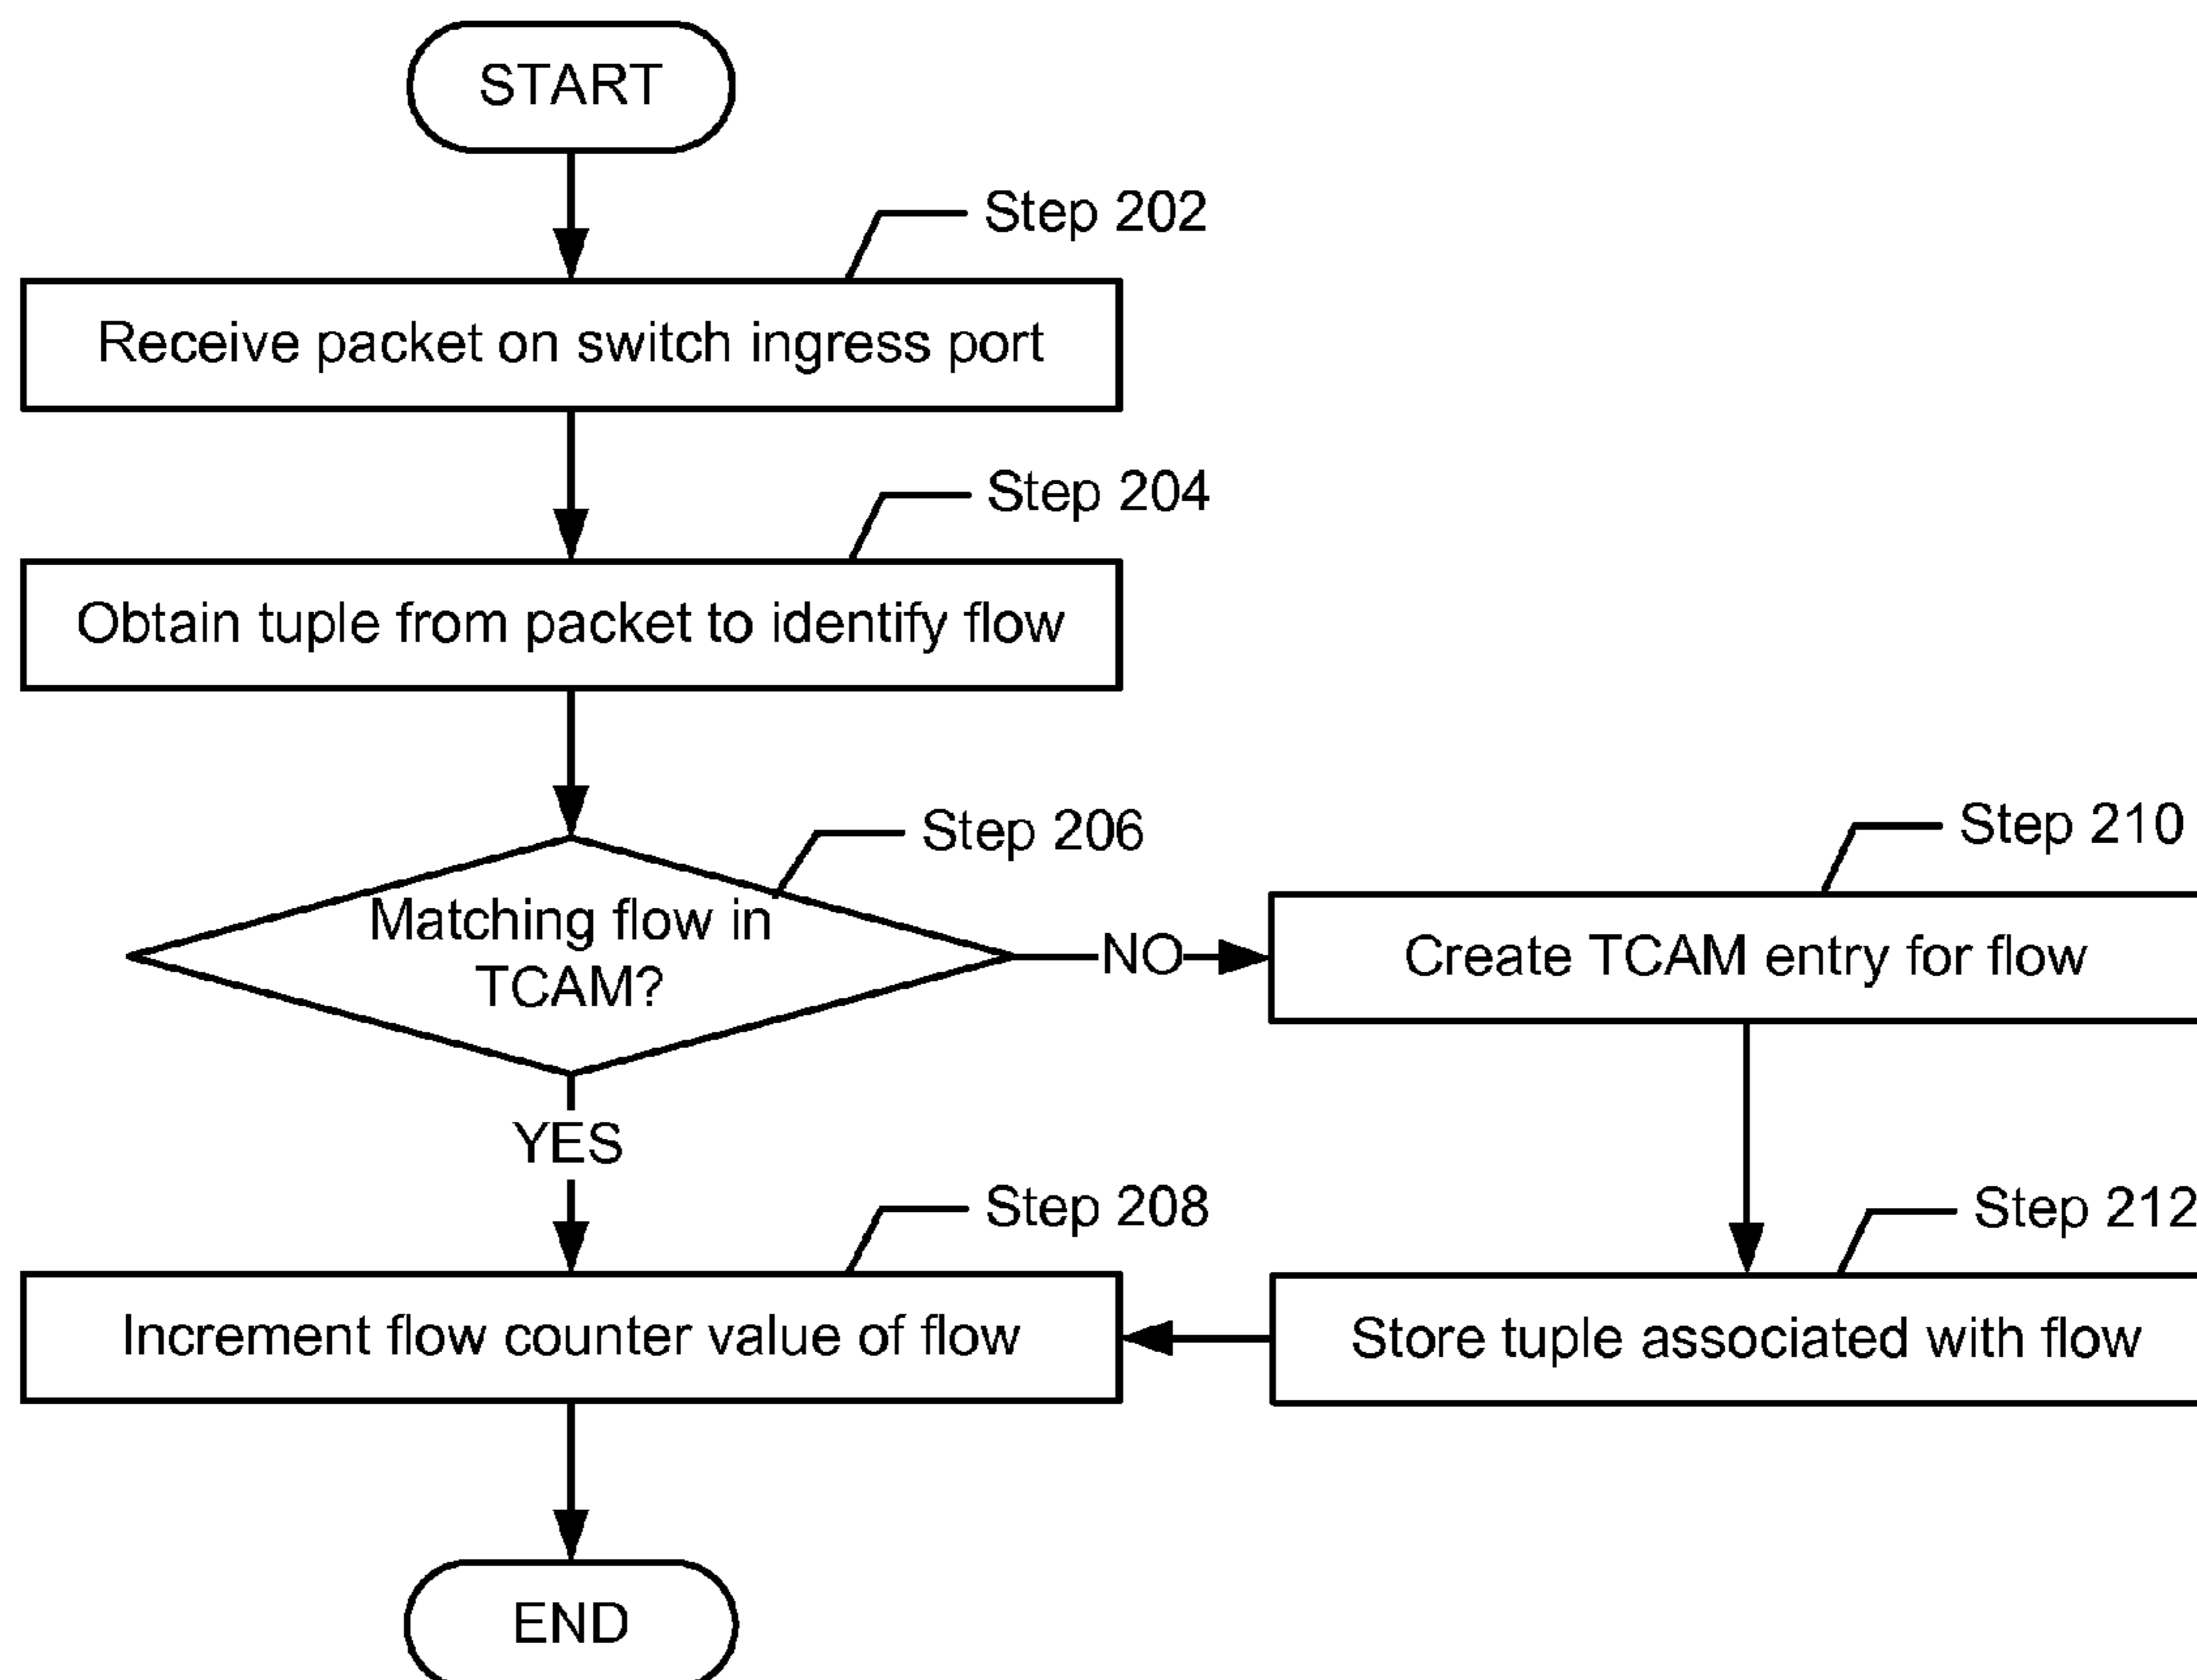 START
Step 202
Receive packet on switch ingress port
Step 204
Obtain tuple from packet to identify flow
Step 206
Matching flow in
TCAM?
NO
Step 210
Create TCAM entry for flow
YES
Step 208
Increment flow counter value of flow
Step 212
Store tuple associated with flow
END